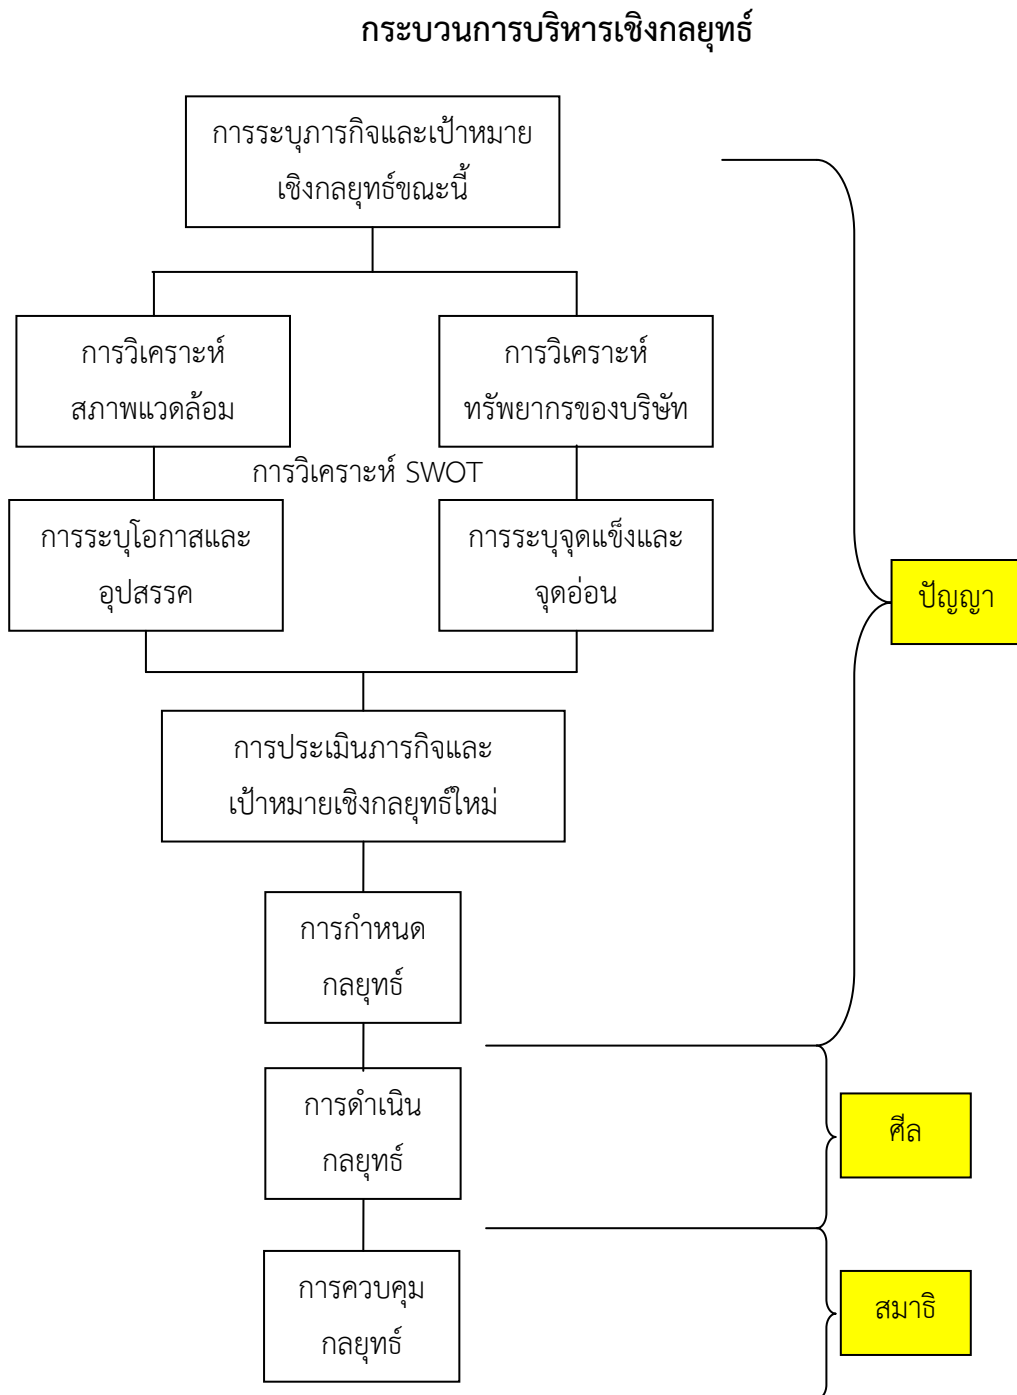 กระบวนการบริหารเชิงกลยุทธ์
การระบุภารกิจและเป้าหมาย
เชิงกลยุทธ์ขณะนี้
การวิเคราะห์
สภาพแวดล้อม
การวิเคราะห์
ทรัพยากรของบริษัท
การวิเคราะห์ SWOT
การระบุโอกาสและ
อุปสรรค
การระบุจุดแข็งและ
จุดอ่อน
ปัญญา
การประเมินภารกิจและ
เป้าหมายเชิงกลยุทธ์ใหม่
การกำหนด
กลยุทธ์
การดำเนิน
กลยุทธ์
ศีล
การควบคุม
กลยุทธ์
สมาธิ